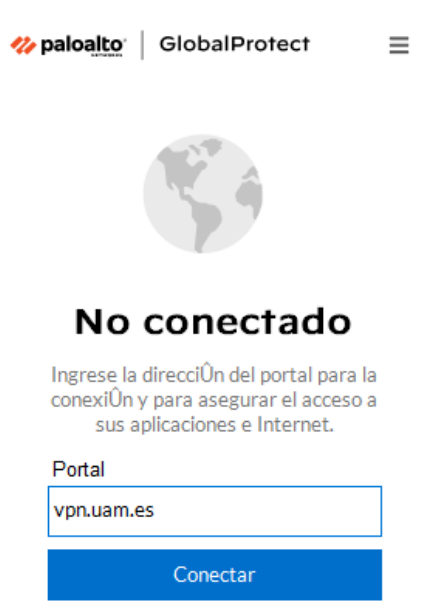 paloalto | GlobalProtect
NETWORKS
No conectado
Ingrese la direcciÛn del portal para la
conexiÛn y para asegurar el acceso a
sus aplicaciones e Internet.
Portal
vpn.uam.es
Conectar